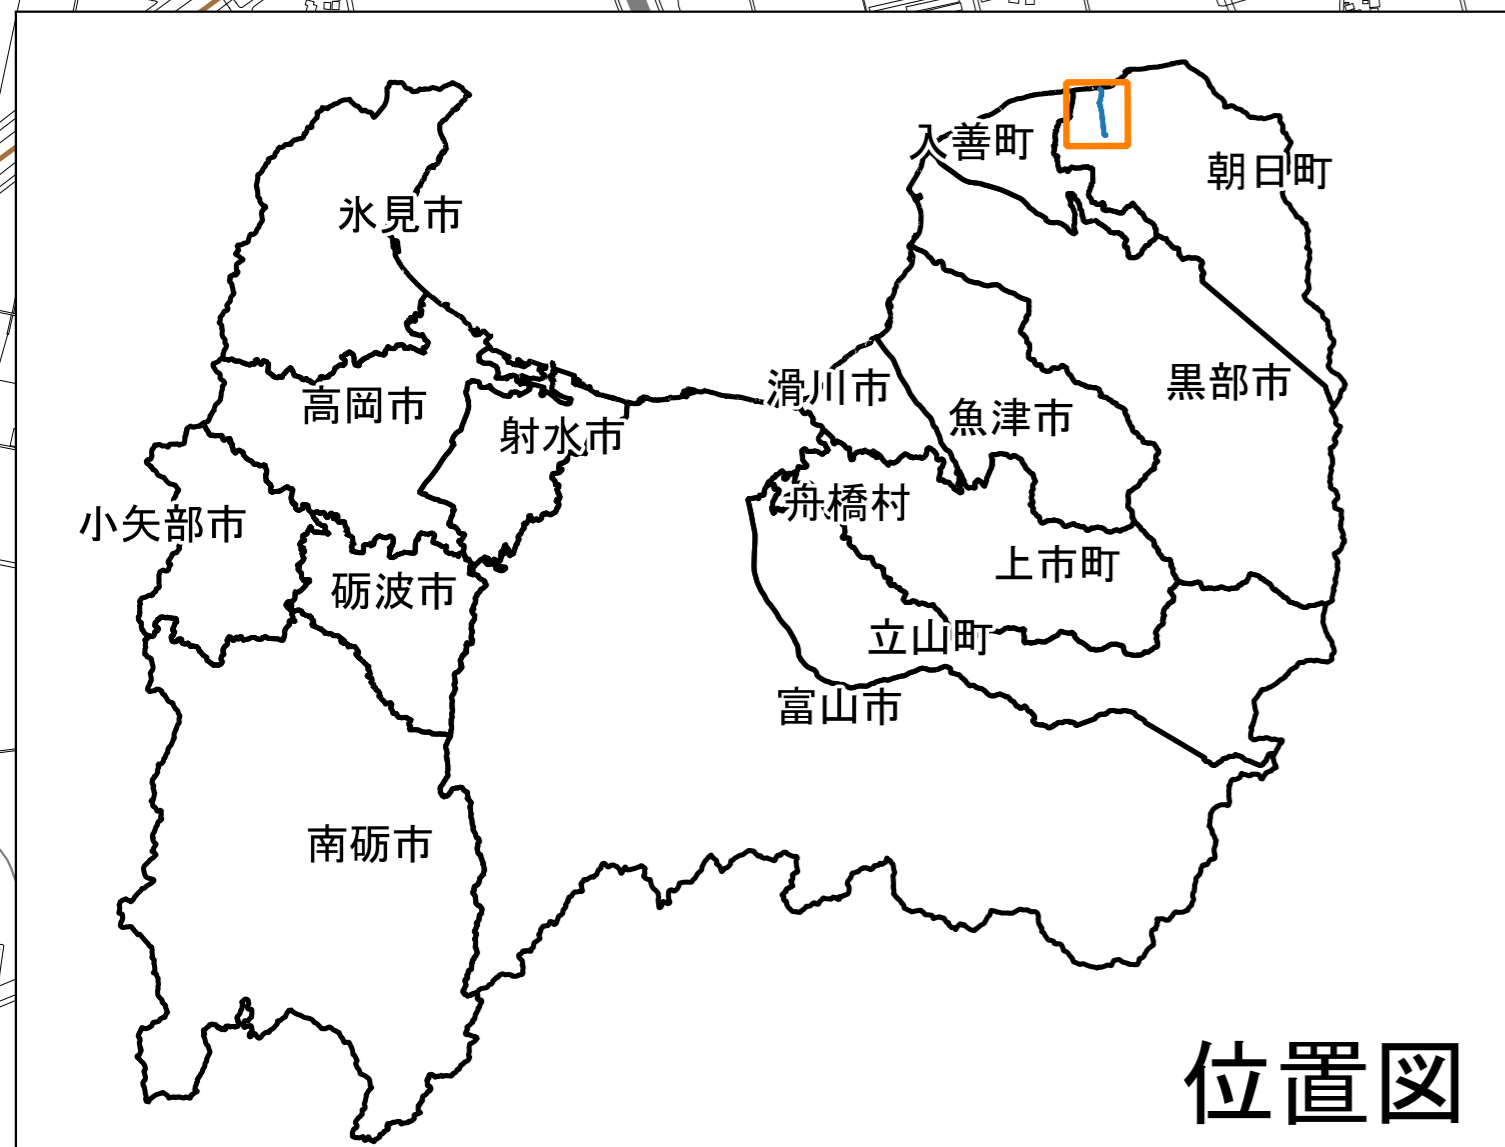 入善町
朝日町
氷見市
黒部市
滑川市
高岡市
魚津市
射水市
舟橋村
小矢部市
上市町
砺波市
立山町
富山市
南砺市
位置図